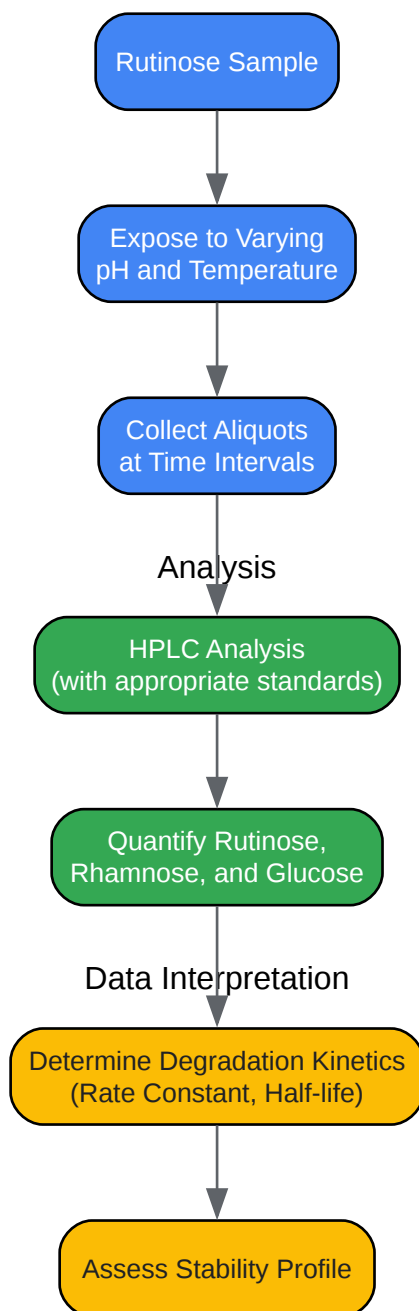 Rutinose Sample
Expose to Varying
pH and Temperature
Collect Aliquots
at Time Intervals
Analysis
HPLC Analysis
(with appropriate standards)
Quantify Rutinose,
Rhamnose, and Glucose
Data Interpretation
Determine Degradation Kinetics
(Rate Constant, Half-life)
Assess Stability Profile